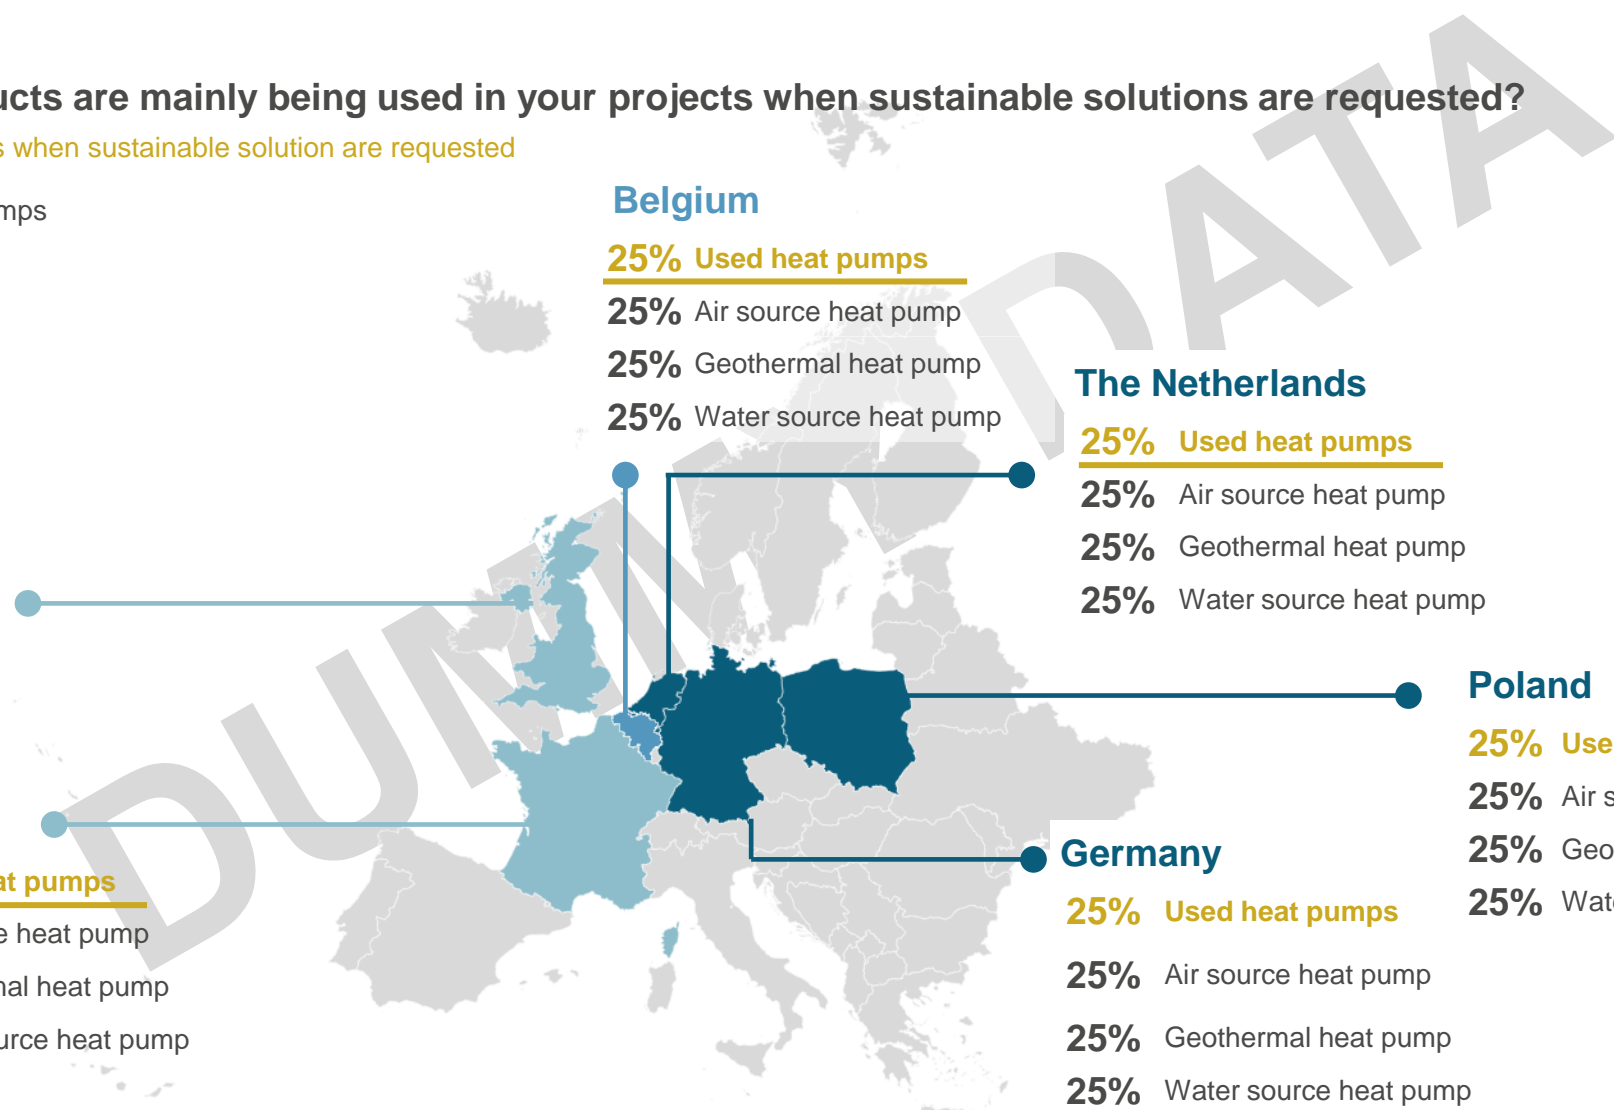 ucts are mainly being used in your projects when sustainable solutions are requested?
s when sustainable solution are requested
mps
Belgium
25% Used heat pumps
25% Air source heat pump
25% Geothermal heat pump
25% Water source heat pump
The Netherlands
25% Used heat pumps
25% Air source heat pump
25% Geothermal heat pump
25% Water source heat pump
Poland
25% Use
25% Air s
25% Geo
25% Wate
at pumps
e heat pump
nal heat pump
urce heat pump
Germany
25% Used heat pumps
25% Air source heat pump
25% Geothermal heat pump
25% Water source heat pump
DUMMY DATA